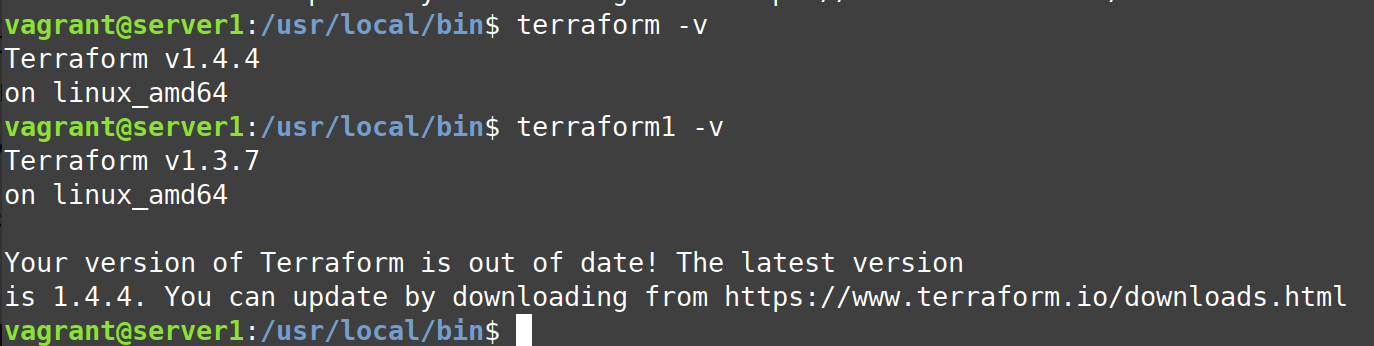 vagrant@server1:/usr/local/bin$ terraform -v
Terraform v1.4.4
on linux_amd64
vagrant@server1:/usr/local/bin$ terraform1 -v
Terraform v1.3.7
on linux_amd64
Your version of Terraform is out of date! The latest version
is 1.4.4. You can update by downloading from https://www.terraform.io/downloads.html
vagrant@server1:/usr/local/bin$